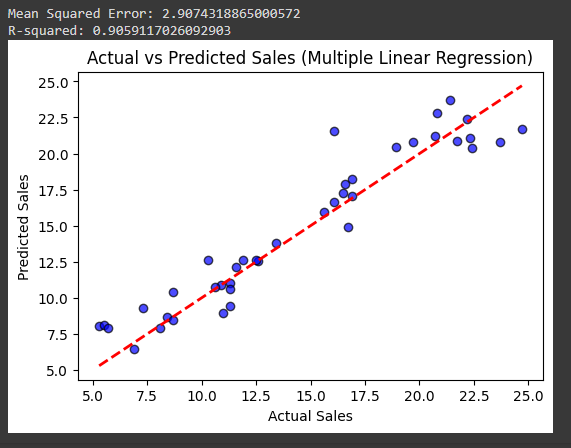 Mean Squared Error: 2.9074318865000572
R-squared: 0.9059117026092903
Actual vs Predicted Sales (Multiple Linear Regression)
25.0
22.5
20.0
17.5
15.0
12.5
10.0
7.5
5.0
Predicted Sales
5.0 7.5 10.0 12.5 15.0 17.5 20.0 22.5 25.0
Actual Sales